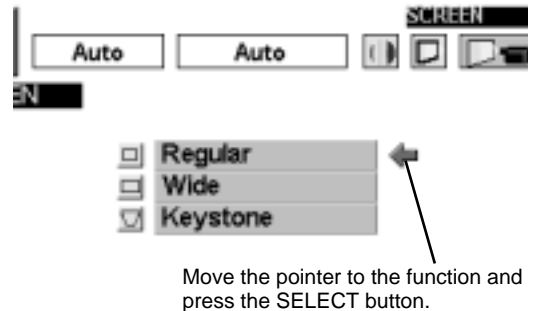 SCREEN
Auto Auto
EN
Regular
Wide
Keystone
Move the pointer to the function and
press the SELECT button.